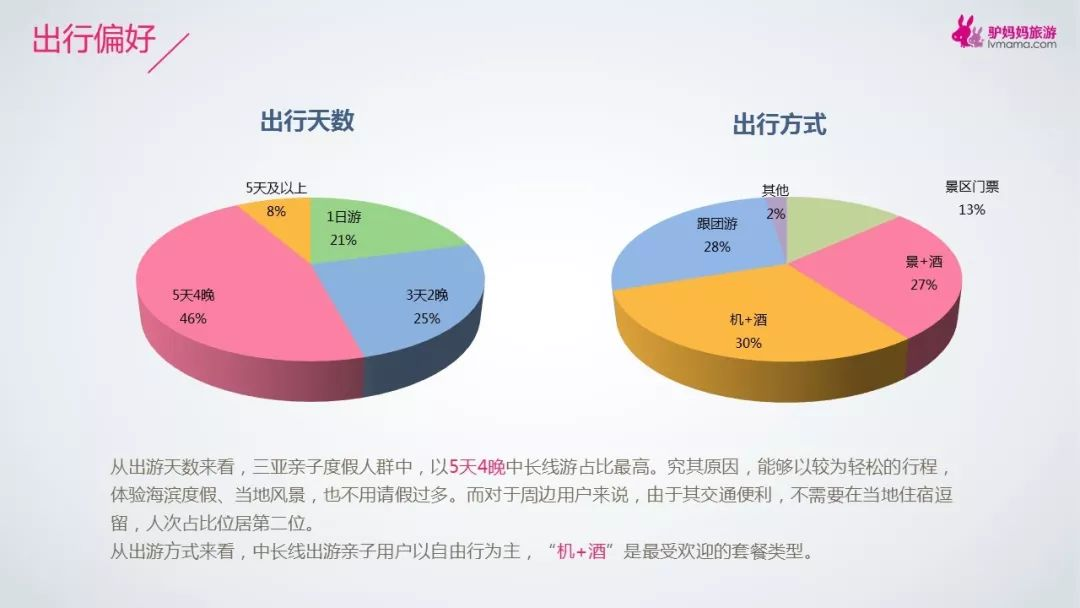 出行偏好
驴妈妈旅游
lvmama.com
出行天数
5天及以上
8%
1日游
21%
3天2晚
25%
5天4晚
46%
出行方式
其他
2%
景区门票
13%
景+酒
27%
机+酒
30%
跟团游
28%
从出游天数来看，三亚亲子度假人群中，以5天4晚中长线游占比最高。究其原因，能够以较为轻松的行程，
体验海滨度假、当地风景，也不用请假过多。而对于周边用户来说，由于其交通便利，不需要在当地住宿逗
留，人次占比位居第二位。
从出游方式来看，中长线出游亲子用户以自由行为主，“机+酒”是最受欢迎的套餐类型。